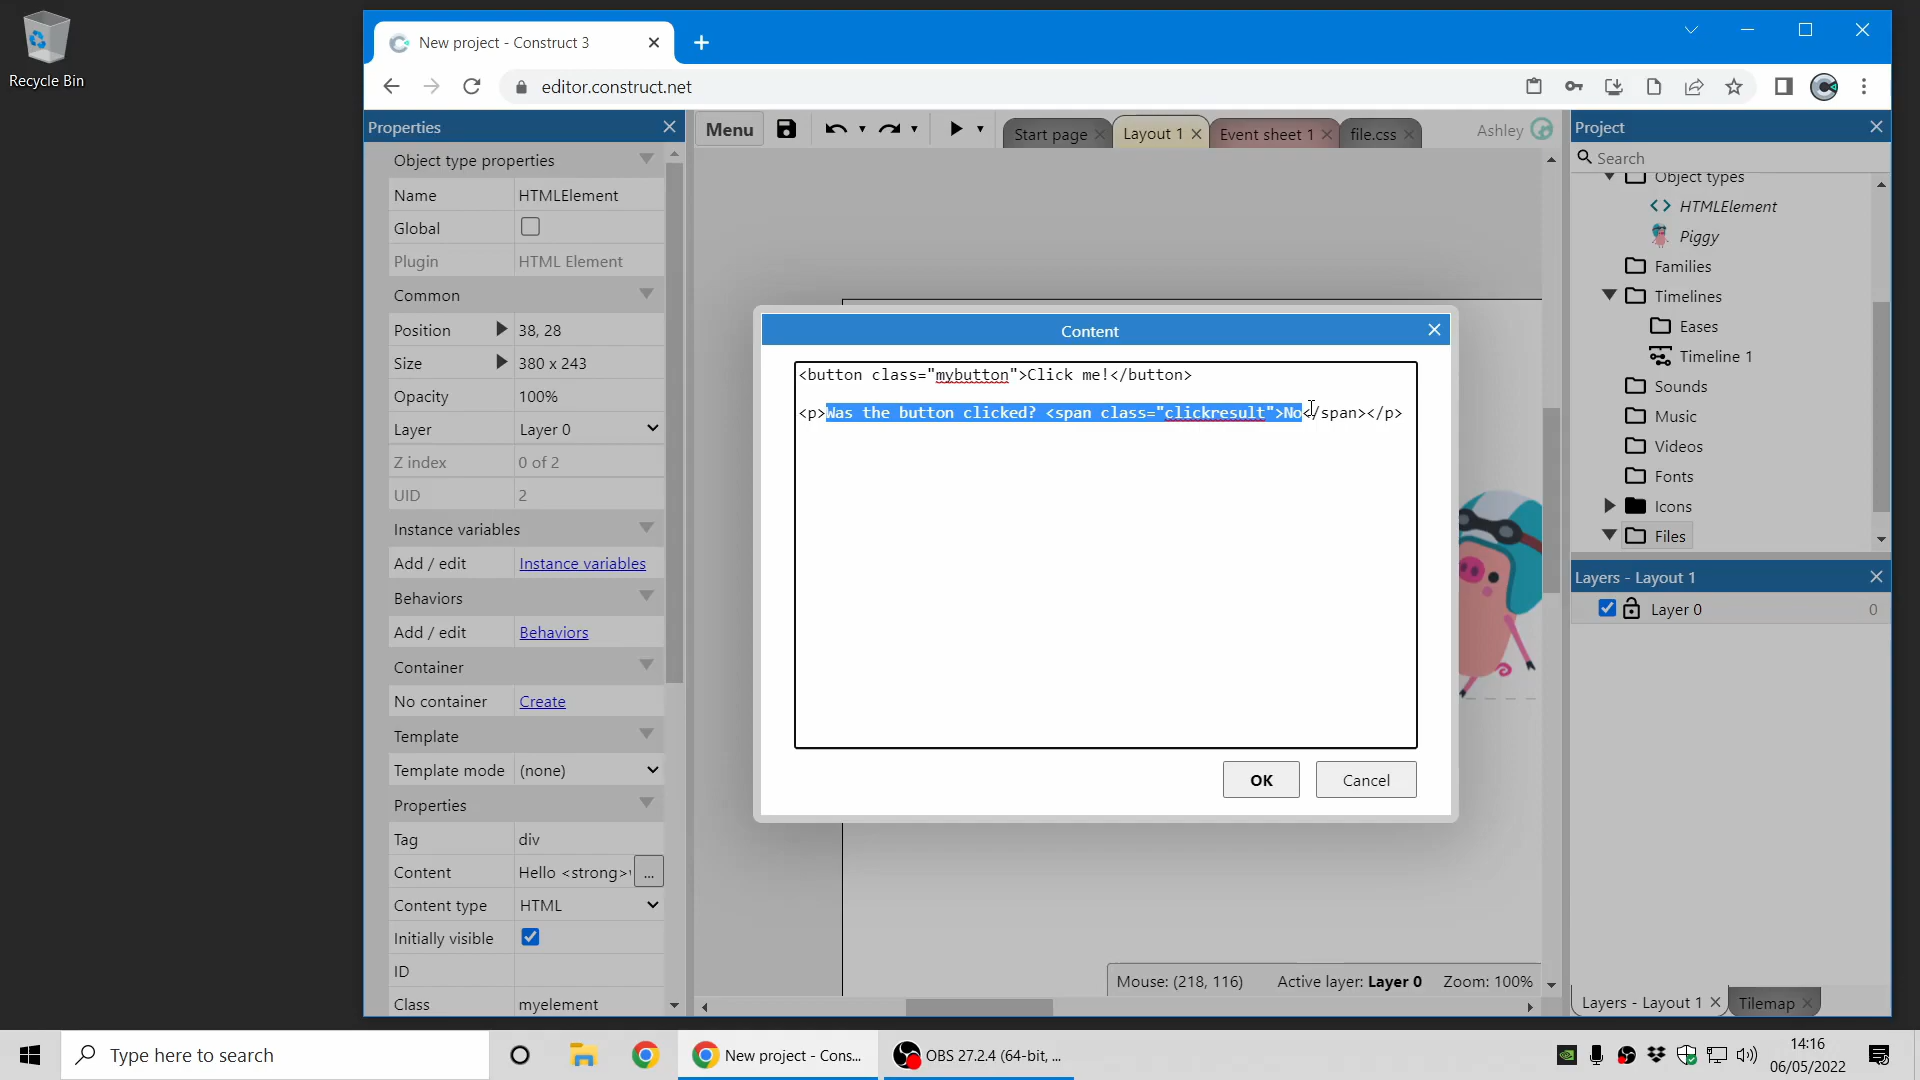 Recycle Bin
New project - Construct 3
editor.construct.net
Properties
Object type properties
Name HTMLElement
Global
Plugin HTML Element
Common
Position 38, 28
Size 380 x 243
Opacity 100%
Layer Layer 0
Z index 0 of 2
UID 2
Instance variables
Add / edit Instance variables
Behaviors
Add / edit Behaviors
Container
No container Create
Template
Template mode (none)
Properties
Tag div
Content Hello <strong> ...
Content type HTML
Initially visible
ID
Class myelement
Menu
Start page
Layout 1
Event sheet 1
file.css
Ashley
Content
<button class="mybutton">Click me!</button>
<p>Was the button clicked? <span class="clickresult">No</span></p>
OK Cancel
Mouse: (218, 116) Active layer: Layer 0 Zoom: 100%
Project
Search
Object types
HTMLElement
Piggy
Families
Timelines
Eases
Timeline 1
Sounds
Music
Videos
Fonts
Icons
Files
Layers - Layout 1
Layer 0 0
Layers - Layout 1 Tilemap
Type here to search
New project - Cons...
OBS 27.2.4 (64-bit, ...
14:16
06/05/2022